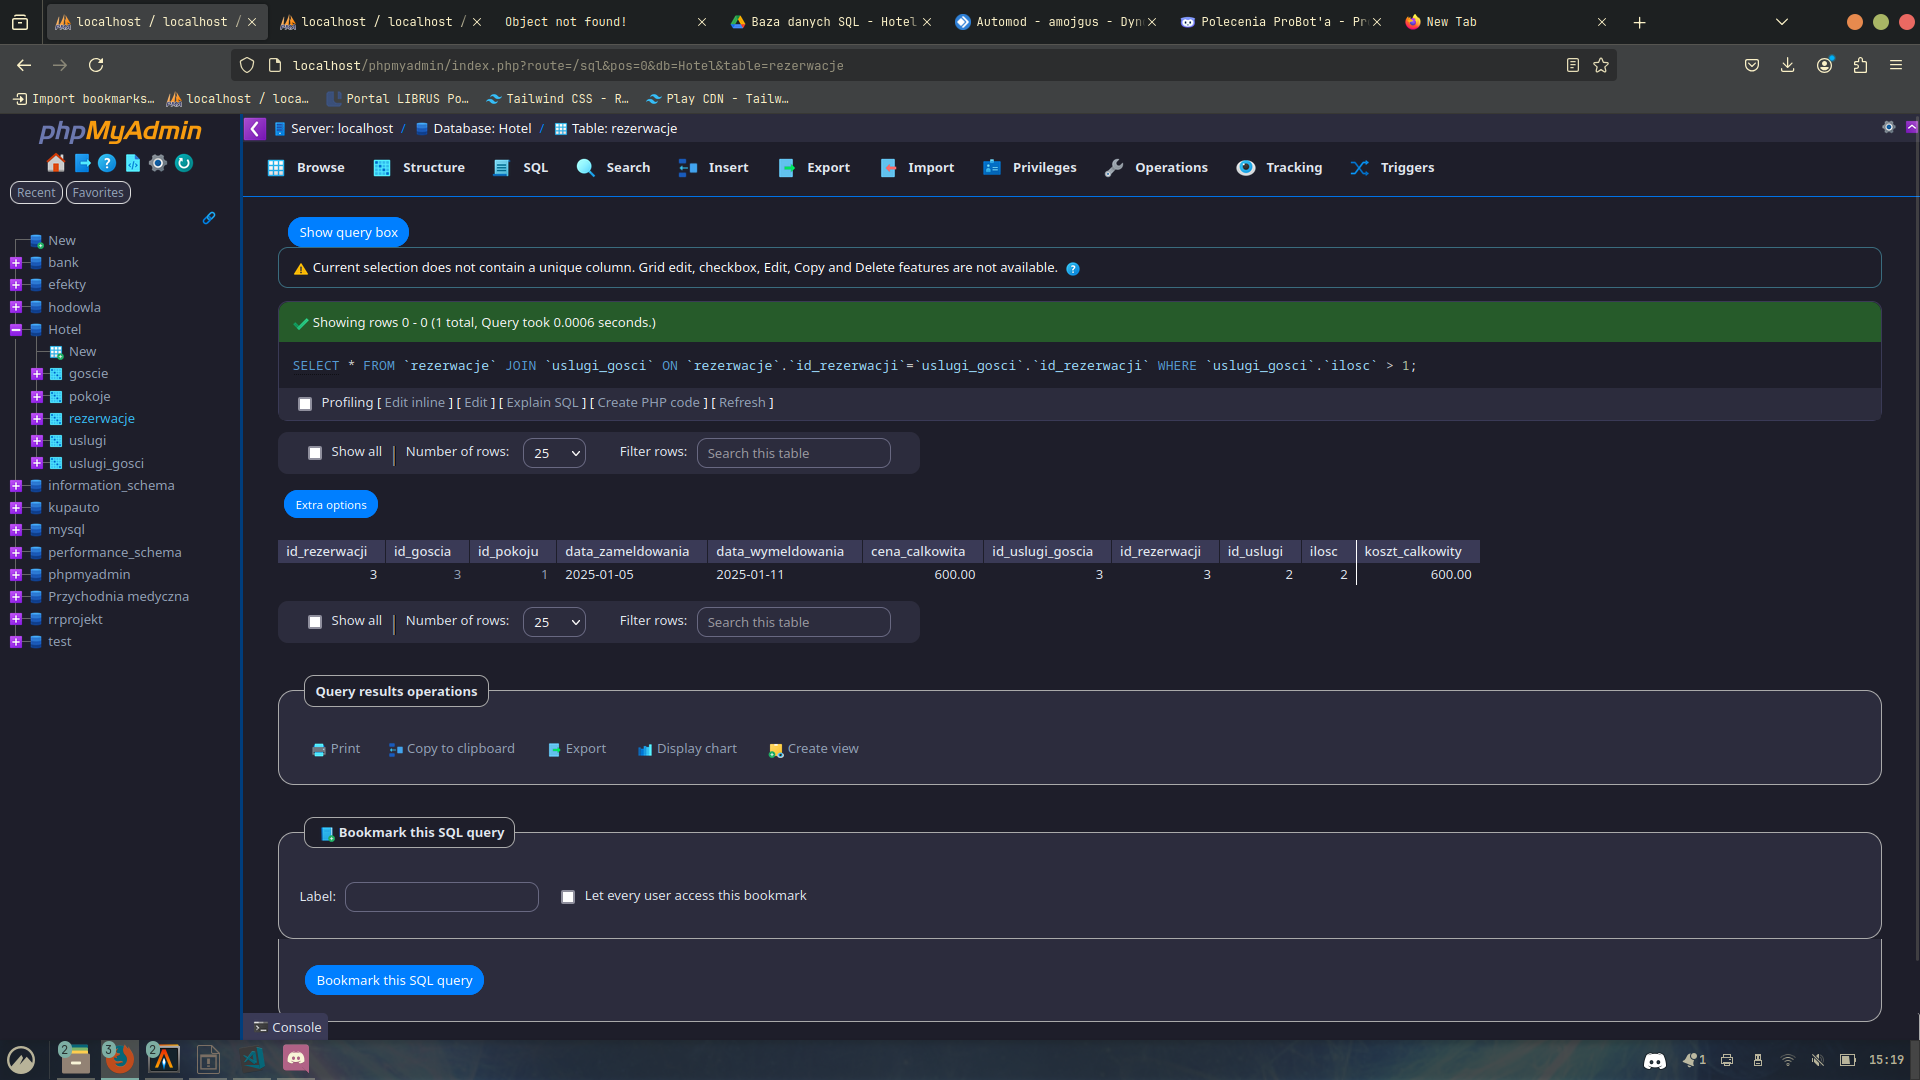 localhost / localhost /
localhost / localhost /
Object not found!
Baza danych SQL - Hotel
Automod - amojgus - Dyn
Polecenia ProBot'a - Pr
New Tab
localhost/phpmyadmin/index.php?route=/sql&pos=0&db=Hotel&table=rezerwacje
Import bookmarks…
localhost / loca…
Portal LIBRUS Po…
Tailwind CSS - R…
Play CDN - Tailw…
phpMyAdmin
Recent
Favorites
New
bank
efekty
hodowla
Hotel
New
goscie
pokoje
rezerwacje
uslugi
uslugi_gosci
information_schema
kupauto
mysql
performance_schema
phpmyadmin
Przychodnia medyczna
rrprojekt
test
Server: localhost / Database: Hotel / Table: rezerwacje
Browse
Structure
SQL
Search
Insert
Export
Import
Privileges
Operations
Tracking
Triggers
Show query box
Current selection does not contain a unique column. Grid edit, checkbox, Edit, Copy and Delete features are not available.
Showing rows 0 - 0 (1 total, Query took 0.0006 seconds.)
SELECT * FROM `rezerwacje` JOIN `uslugi_gosci` ON `rezerwacje`.`id_rezerwacji`=`uslugi_gosci`.`id_rezerwacji` WHERE `uslugi_gosci`.`ilosc` > 1;
Profiling [ Edit inline ] [ Edit ] [ Explain SQL ] [ Create PHP code ] [ Refresh ]
Show all Number of rows: 25 Filter rows: Search this table
Extra options
id_rezerwacji id_goscia id_pokoju data_zameldowania data_wymeldowania cena_calkowita id_uslugi_goscia id_rezerwacji id_uslugi ilosc koszt_calkowity
3 3 1 2025-01-05 2025-01-11 600.00 3 3 2 2 600.00
Show all Number of rows: 25 Filter rows: Search this table
Query results operations
Print
Copy to clipboard
Export
Display chart
Create view
Bookmark this SQL query
Label:
Let every user access this bookmark
Bookmark this SQL query
Console
2
3
2
1
15:19